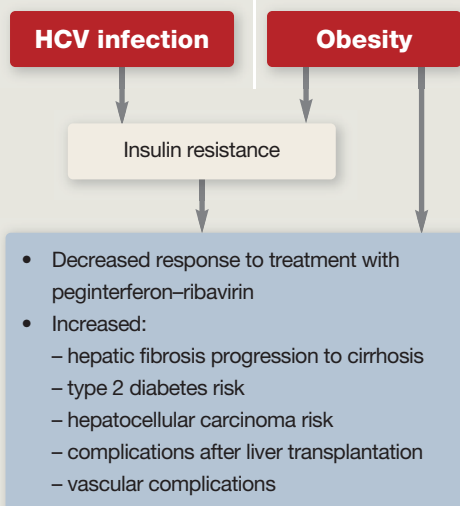 HCV infection
Obesity
Insulin resistance
• Decreased response to treatment with
peginterferon–ribavirin
• Increased:
– hepatic fibrosis progression to cirrhosis
– type 2 diabetes risk
– hepatocellular carcinoma risk
– complications after liver transplantation
– vascular complications